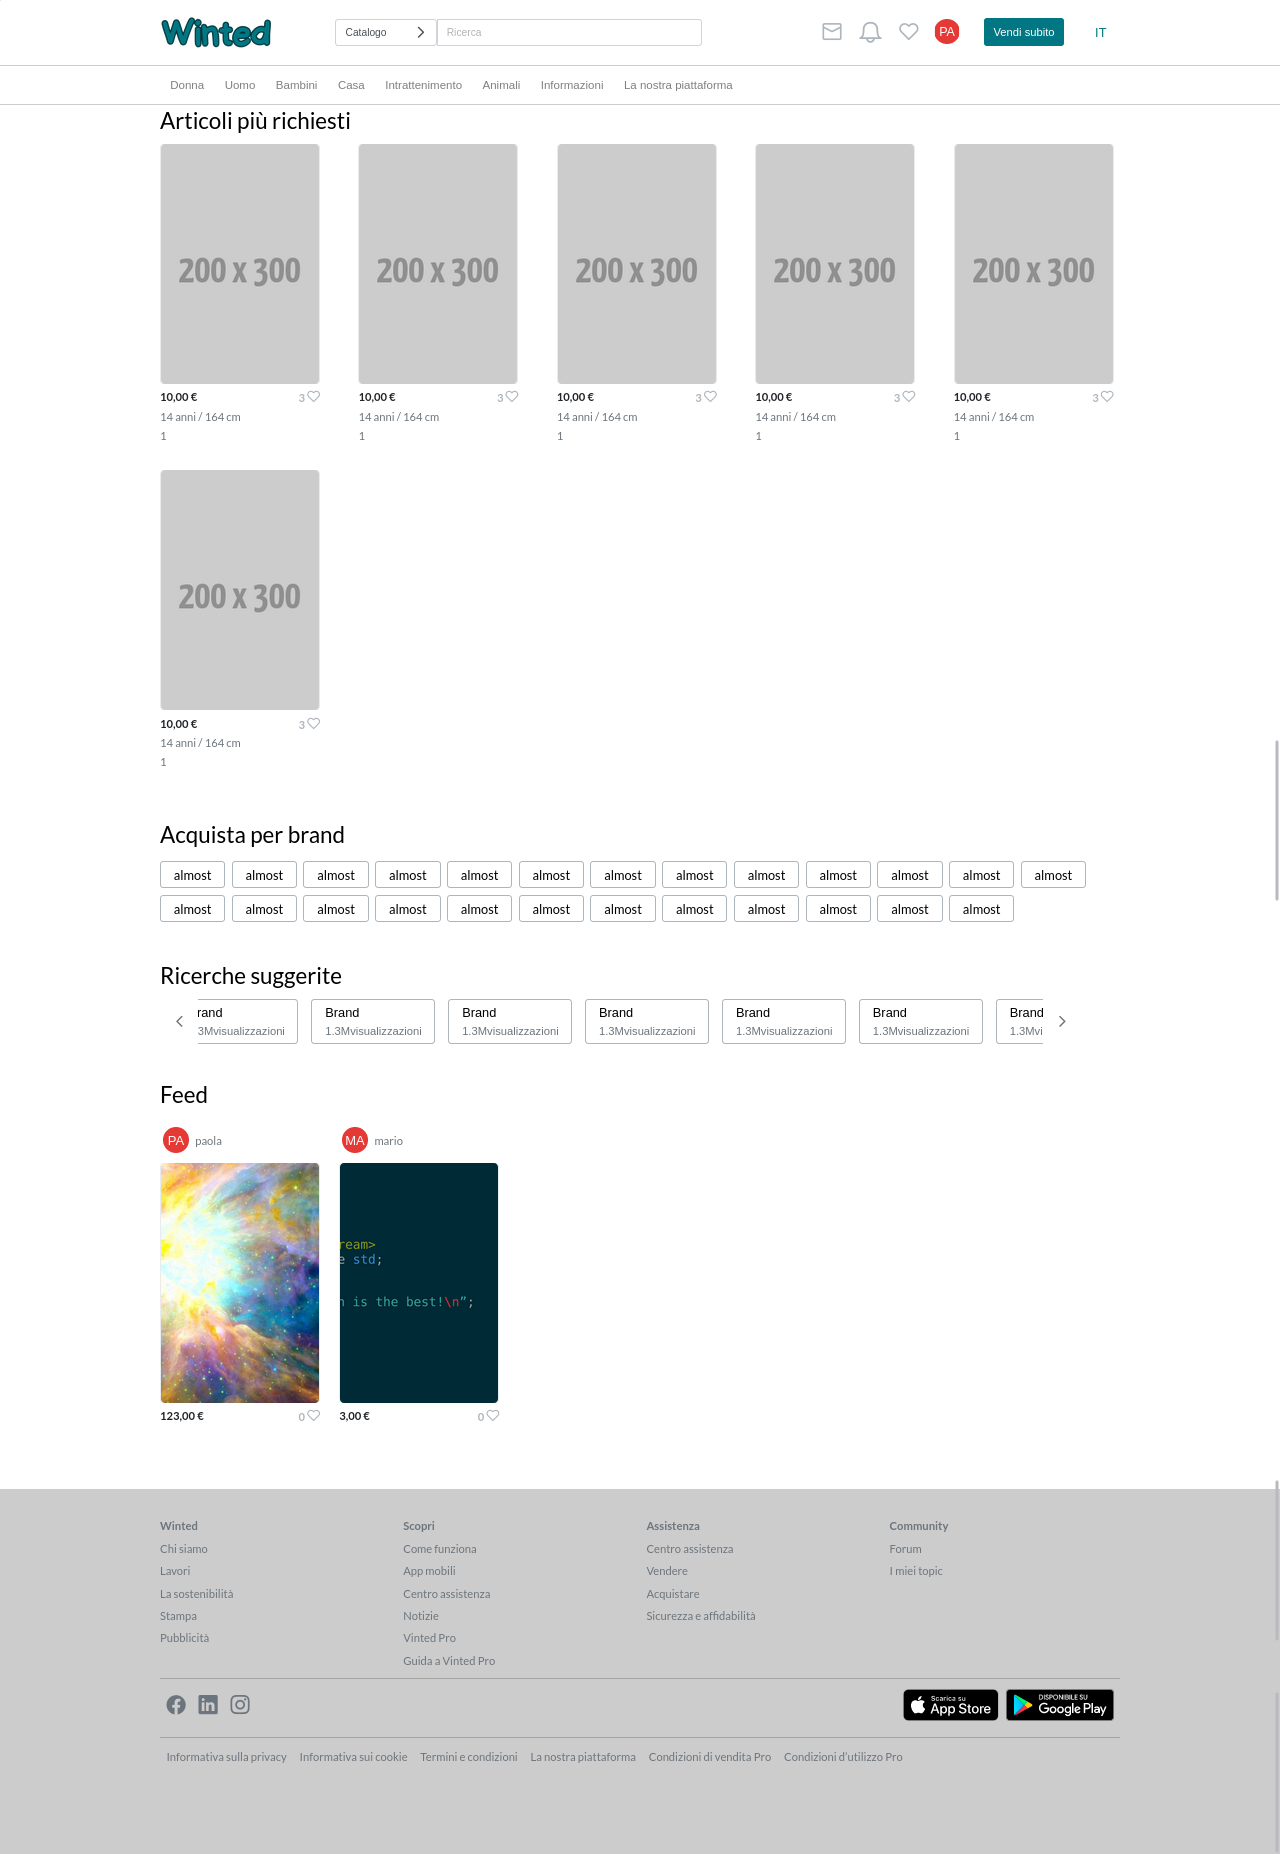 Winted
Catalogo Ricerca PA Vendi subito IT
Donna Uomo Bambini Casa Intrattenimento Animali Informazioni La nostra piattaforma
Articoli più richiesti
200 x 300 200 x 300 200 x 300 200 x 300 200 x 300
10,00 € 3 10,00 € 3 10,00 € 3 10,00 € 3 10,00 € 3
14 anni / 164 cm 14 anni / 164 cm 14 anni / 164 cm 14 anni / 164 cm 14 anni / 164 cm
1 1 1 1 1
200 x 300
10,00 € 3
14 anni / 164 cm
1
Acquista per brand
almost almost almost almost almost almost almost almost almost almost almost almost almost
almost almost almost almost almost almost almost almost almost almost almost almost
Ricerche suggerite
rand Brand Brand Brand Brand Brand Brand
3Mvisualizzazioni 1.3Mvisualizzazioni 1.3Mvisualizzazioni 1.3Mvisualizzazioni 1.3Mvisualizzazioni 1.3Mvisualizzazioni 1.3Mvi
Feed
PA paola MA mario
ream>
e std;
n is the best!\n";
123,00 € 0 3,00 € 0
Winted Scopri Assistenza Community
Chi siamo Come funziona Centro assistenza Forum
Lavori App mobili Vendere I miei topic
La sostenibilità Centro assistenza Acquistare
Stampa Notizie Sicurezza e affidabilità
Pubblicità Vinted Pro
Guida a Vinted Pro
Scarica su DISPONIBILE SU
App Store Google Play
Informativa sulla privacy Informativa sui cookie Termini e condizioni La nostra piattaforma Condizioni di vendita Pro Condizioni d'utilizzo Pro